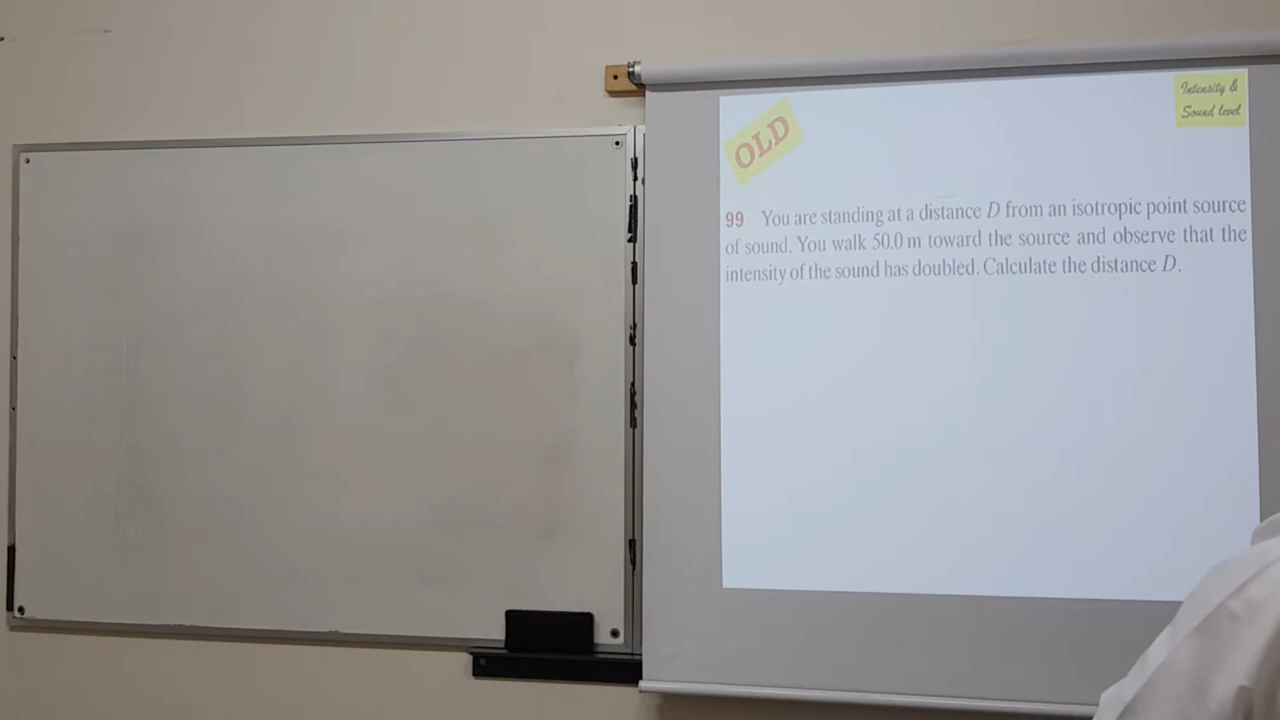 Intensity &
Sound level
OLD
99 You are standing at a distance D from an isotropic point source
of sound. You walk 50.0 m toward the source and observe that the
intensity of the sound has doubled. Calculate the distance D.